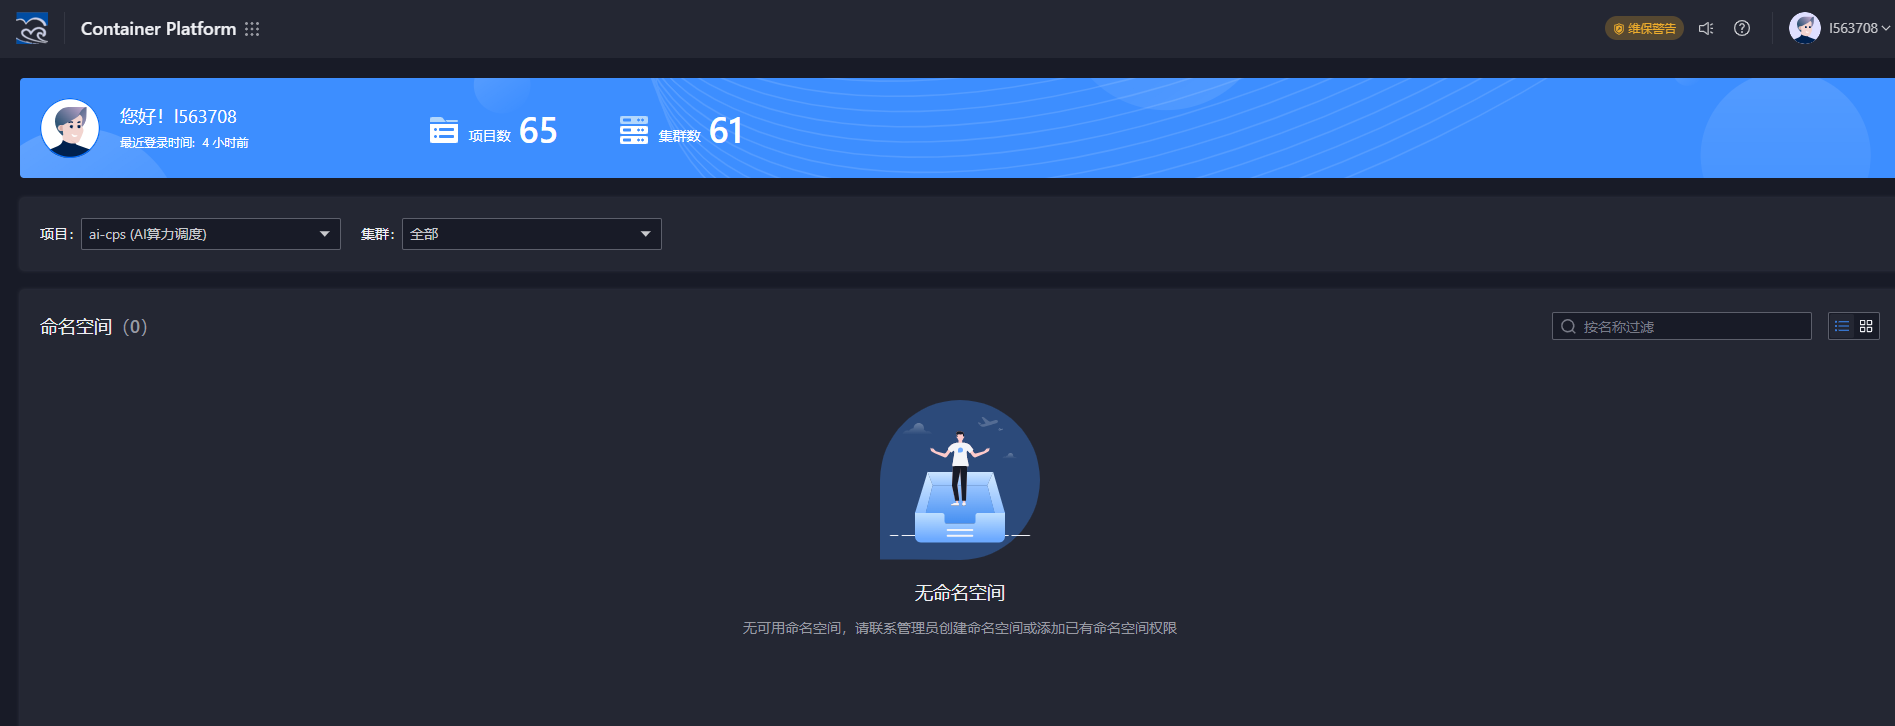 Container Platform
维保警告
l563708
您好！l563708
最近登录时间：4 小时前
项目数 65
集群数 61
项目：
ai-cps (AI算力调度)
集群：
全部
命名空间（0）
按名称过滤
无命名空间
无可用命名空间，请联系管理员创建命名空间或添加已有命名空间权限